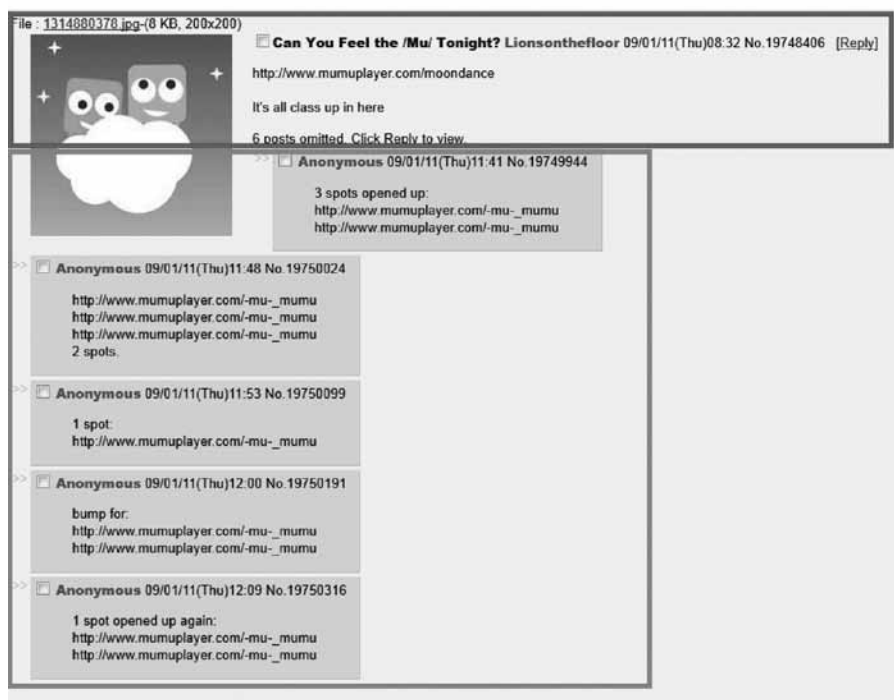 File : 1314880378.jpg-(8 KB, 200x200)
Can You Feel the /Mu/ Tonight? Lionsonthefloor 09/01/11(Thu)08:32 No.19748406 [Reply]
http://www.mumuplayer.com/moondance
It's all class up in here
6 posts omitted. Click Reply to view.
>> Anonymous 09/01/11(Thu)11:41 No.19749944
3 spots opened up:
http://www.mumuplayer.com/-mu-_mumu
http://www.mumuplayer.com/-mu-_mumu
>> Anonymous 09/01/11(Thu)11:48 No.19750024
http://www.mumuplayer.com/-mu-_mumu
http://www.mumuplayer.com/-mu-_mumu
http://www.mumuplayer.com/-mu-_mumu
2 spots.
>> Anonymous 09/01/11(Thu)11:53 No.19750099
1 spot:
http://www.mumuplayer.com/-mu-_mumu
>> Anonymous 09/01/11(Thu)12:00 No.19750191
bump for:
http://www.mumuplayer.com/-mu-_mumu
http://www.mumuplayer.com/-mu-_mumu
>> Anonymous 09/01/11(Thu)12:09 No.19750316
1 spot opened up again:
http://www.mumuplayer.com/-mu-_mumu
http://www.mumuplayer.com/-mu-_mumu